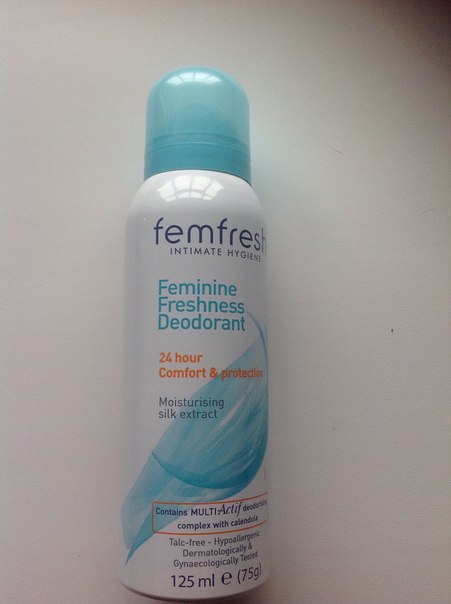 femfresh
INTIMATE HYGIENE
Feminine
Freshness
Deodorant
24 hour
Comfort & protection
Moisturising
silk extract
Contains MULTIActif deodorising
complex with calendula
Talc-free - Hypoallergenic
Dermatologically &
Gynaecologically Tested
125 ml e (75g)